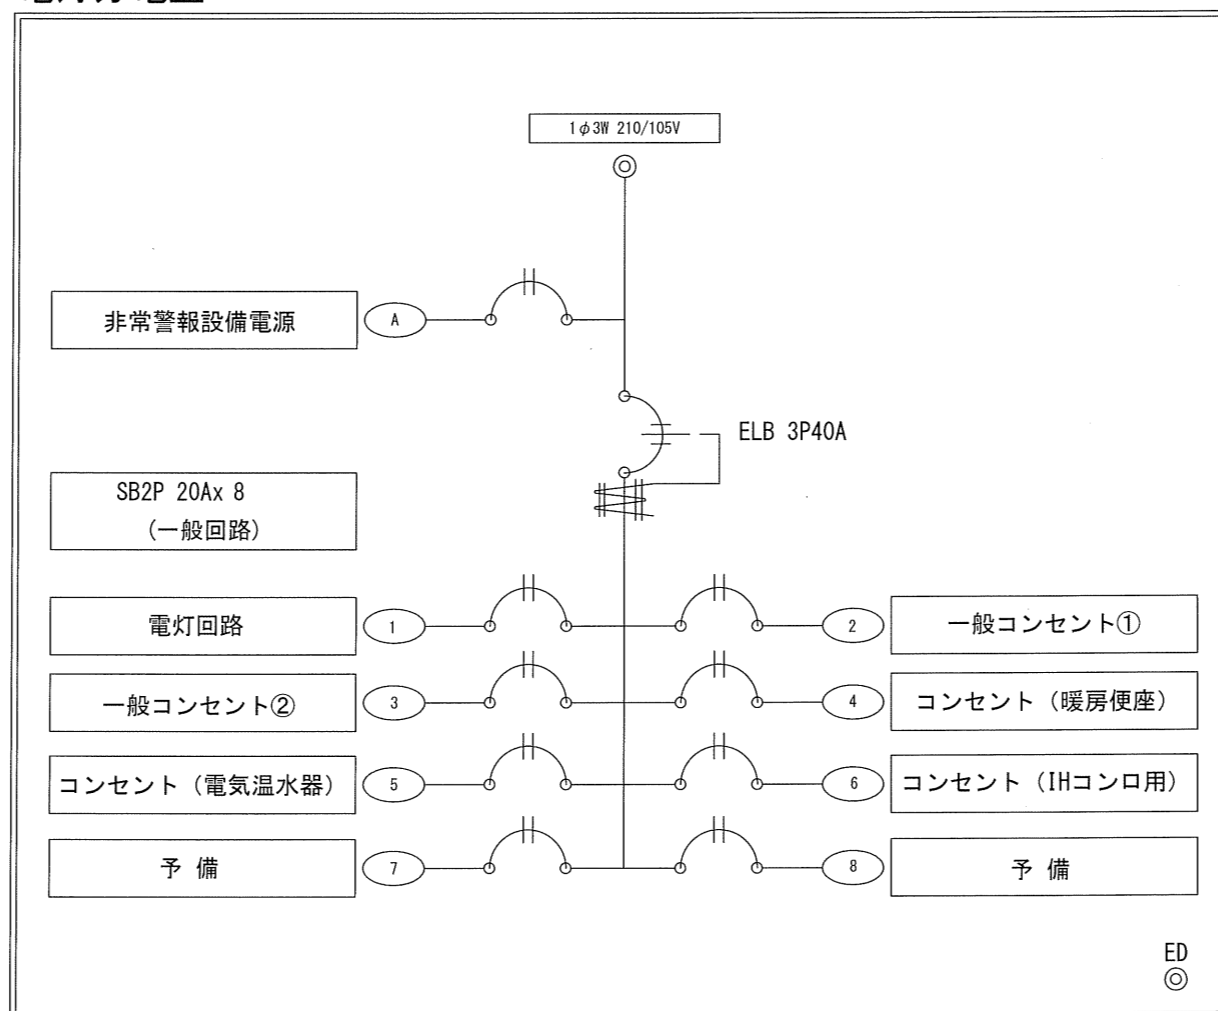 1φ3W 210/105V
非常警報設備電源
A
ELB 3P40A
SB2P 20Ax 8
(一般回路)
電灯回路
1
2
一般コンセント①
一般コンセント②
3
4
コンセント（暖房便座）
コンセント（電気温水器）
5
6
コンセント（IHコンロ用）
予 備
7
8
予 備
ED